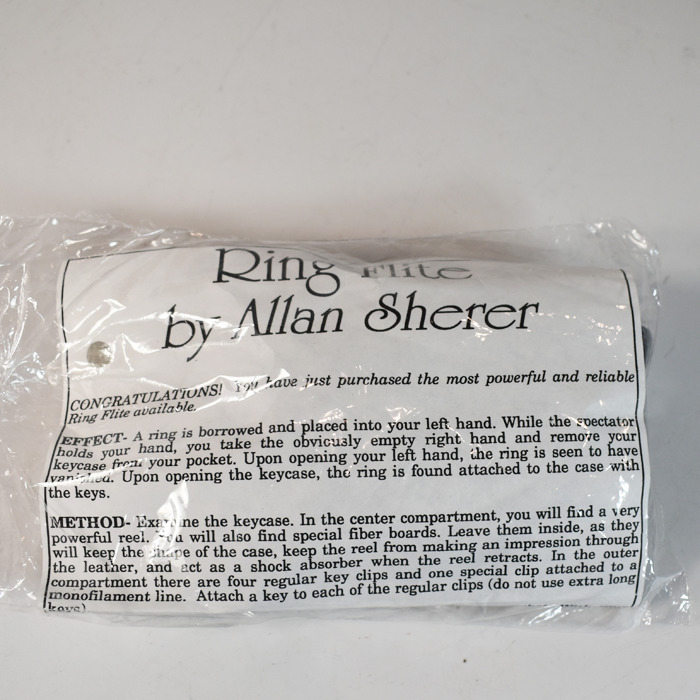 Ring Flite
by Allan Sherer
CONGRATULATIONS! You have just purchased the most powerful and reliable
Ring Flite available.
EFFECT- A ring is borrowed and placed into your left hand. While the spectator
holds your hand, you take the obviously empty right hand and remove your
keycase from your pocket. Upon opening your left hand, the ring is seen to have
vanished. Upon opening the keycase, the ring is found attached to the case with
the keys.
METHOD- Examine the keycase. In the center compartment, you will find a very
powerful reel. You will also find special fiber boards. Leave them inside, as they
will keep the shape of the case, keep the reel from making an impression through
the leather, and act as a shock absorber when the reel retracts. In the outer
compartment there are four regular key clips and one special clip attached to a
monofilament line. Attach a key to each of the regular clips (do not use extra long
keys)